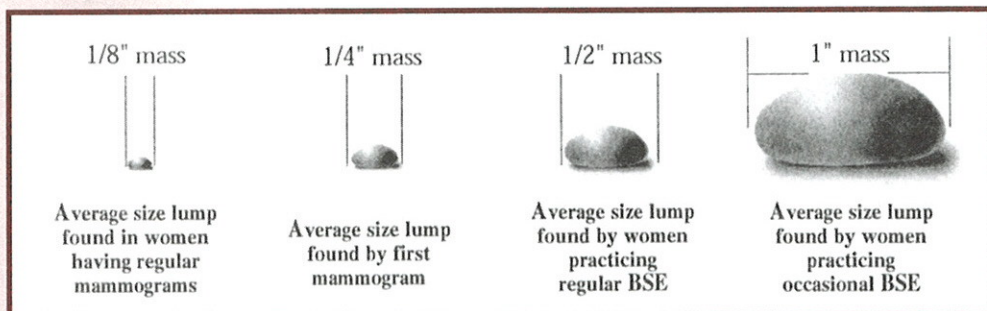 1/8" mass
1/4" mass
1/2" mass
1" mass
Average size lump
found in women
having regular
mammograms
Average size lump
found by first
mammogram
Average size lump
found by women
practicing
regular BSE
Average size lump
found by women
practicing
occasional BSE